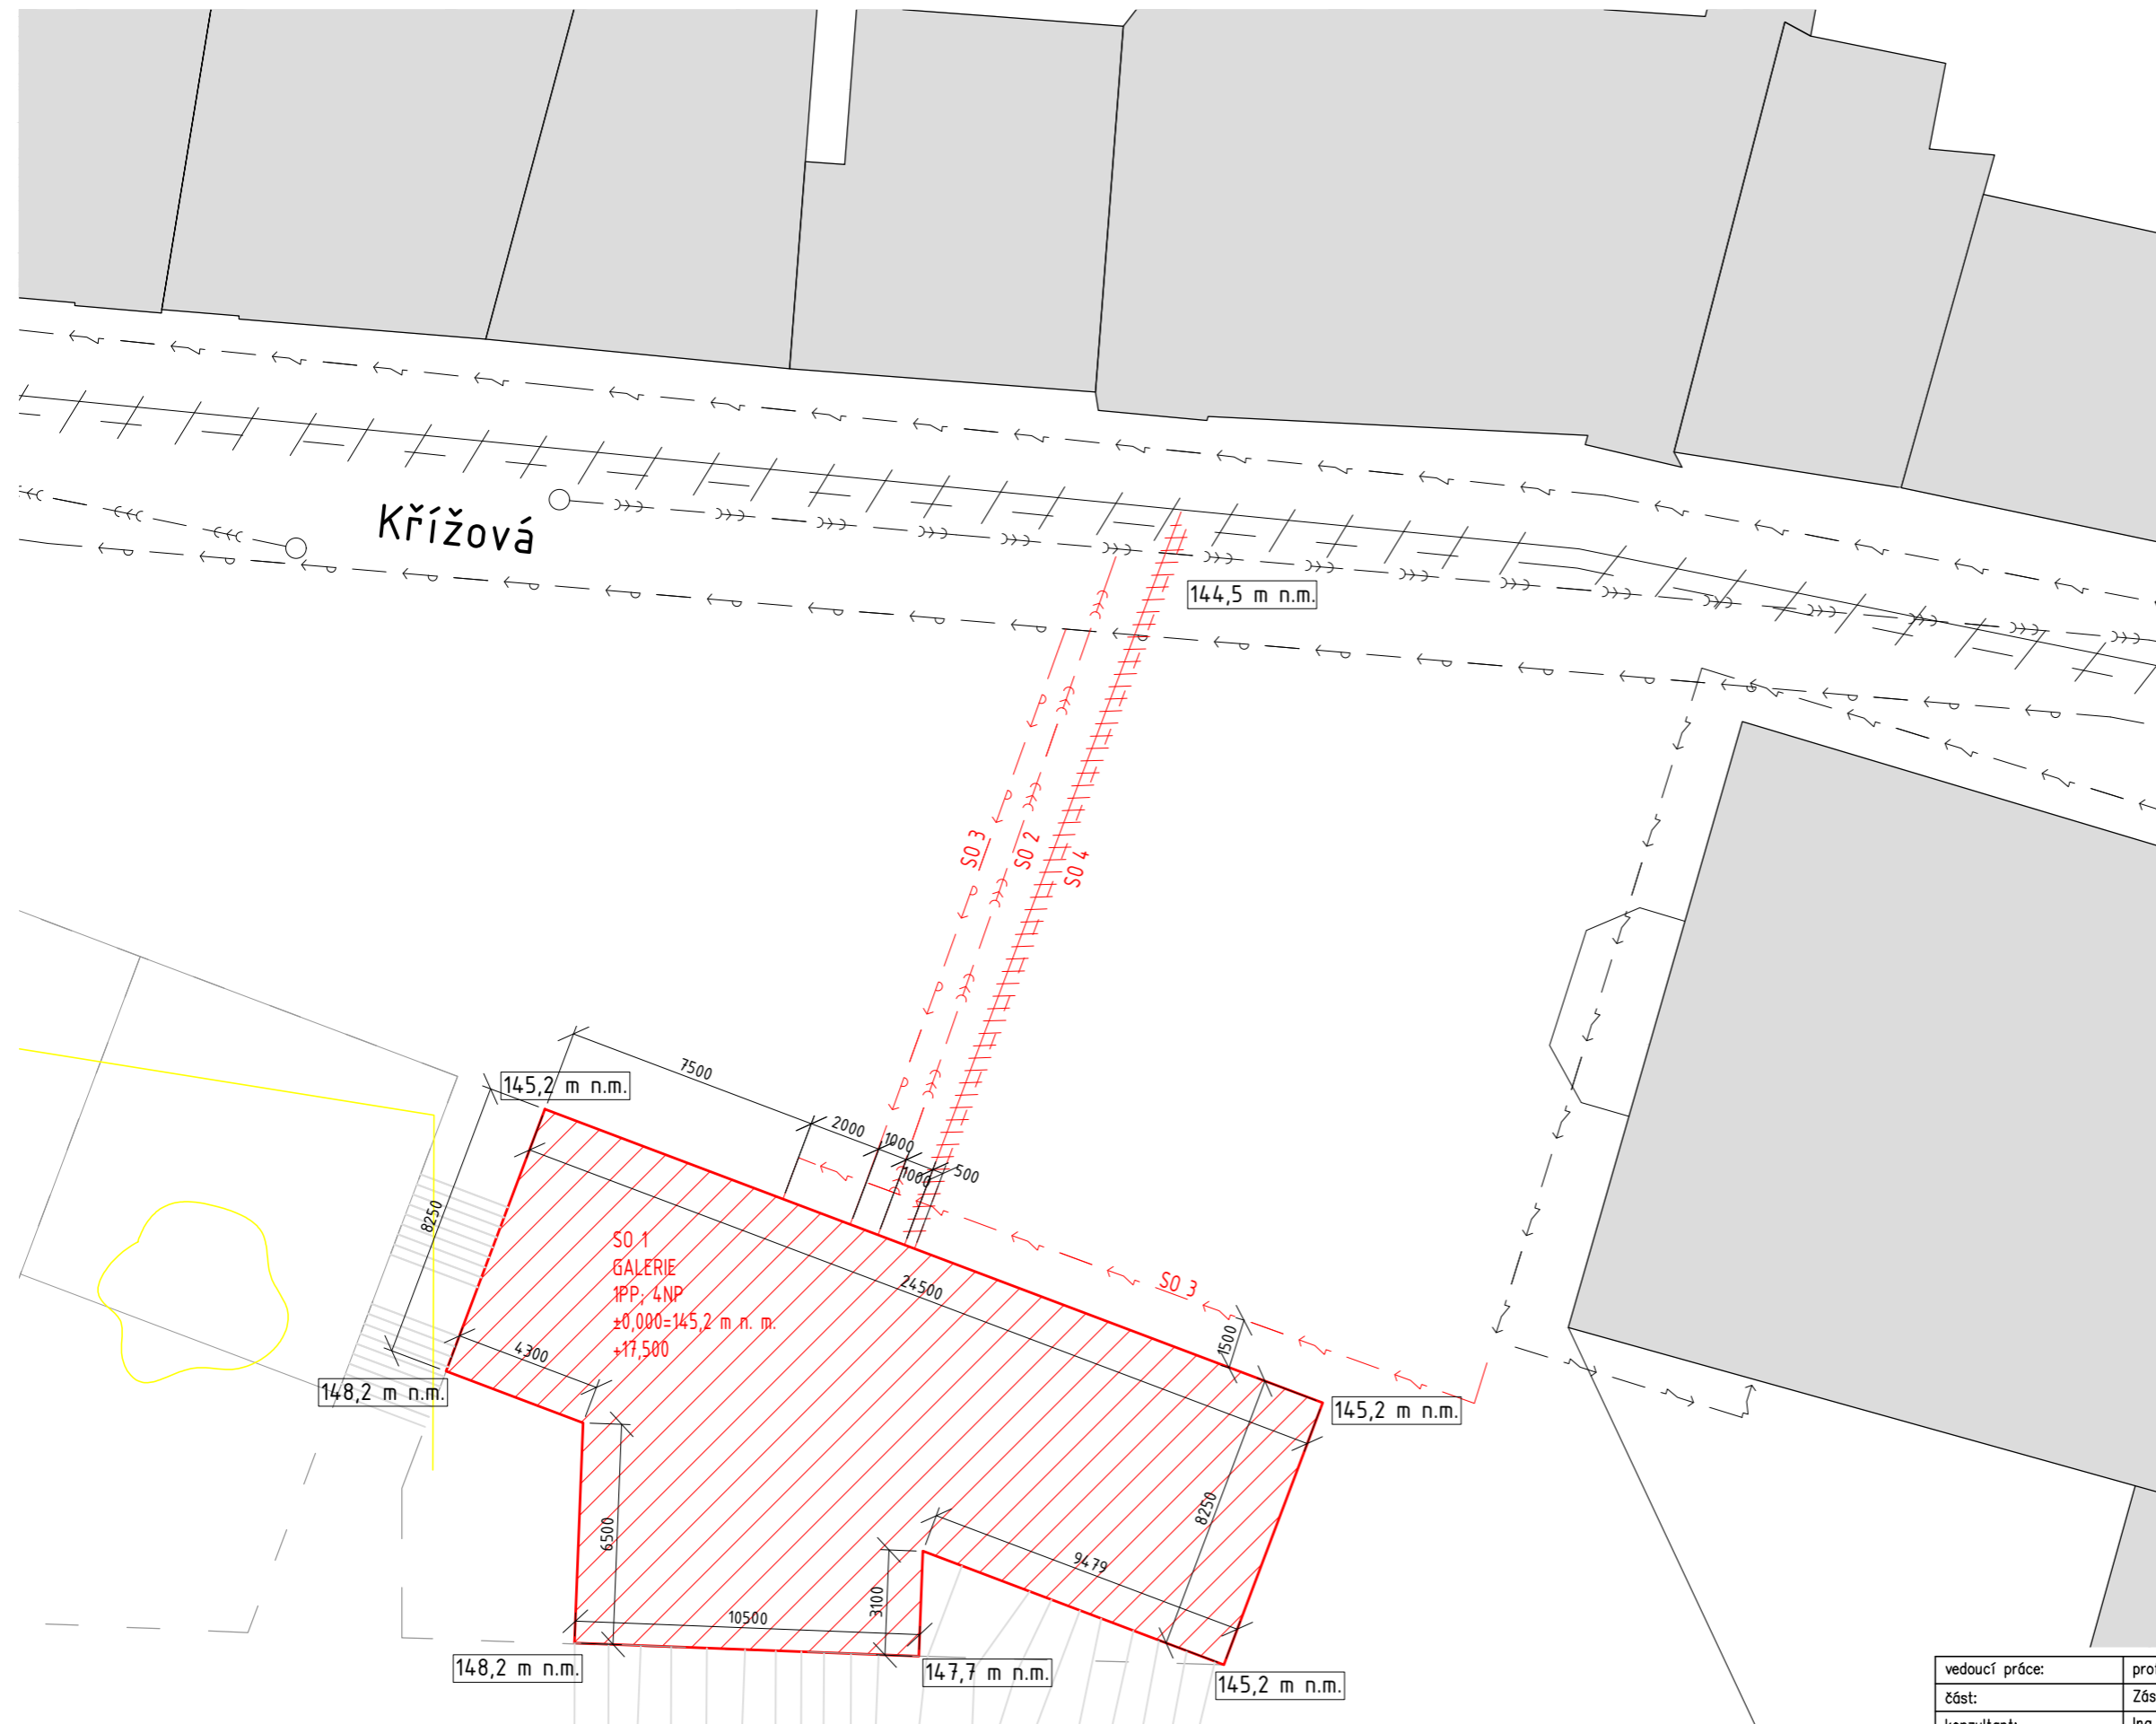 Křížová
144,5 m n.m.
SO 3
SO 2
SO 4
7500
145,2 m n.m.
2000
1000
1000
500
8250
SO 1
GALERIE
1PP; 4NP
±0,000=145,2 m n. m.
+17,500
24500
SO 3
1500
4300
148,2 m n.m.
145,2 m n.m.
6500
8250
9479
3100
10500
148,2 m n.m.
147,7 m n.m.
145,2 m n.m.
vedoucí práce:
část: